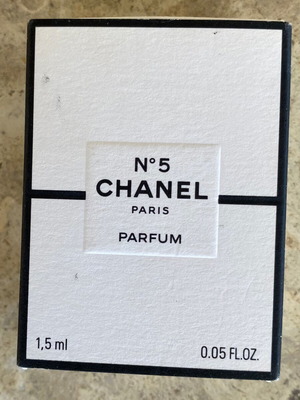 N°5
CHANEL
PARIS
PARFUM
1,5 ml
0.05 FL.OZ.